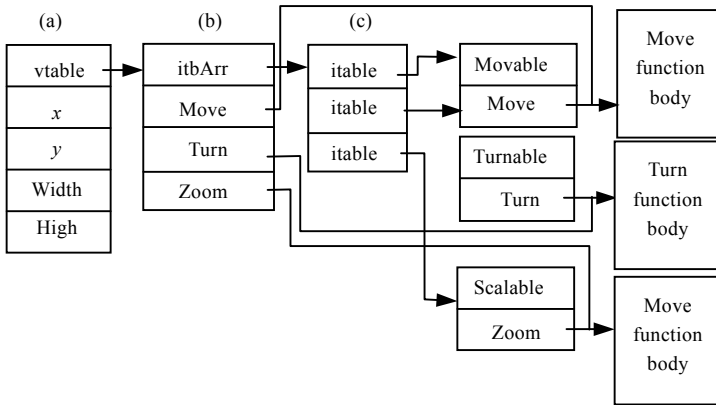 (a)
(b)
(c)
vtable
x
y
Width
High
itbArr
Move
Turn
Zoom
itable
itable
itable
Movable
Move
Turnable
Turn
Scalable
Zoom
Move
function
body
Turn
function
body
Move
function
body